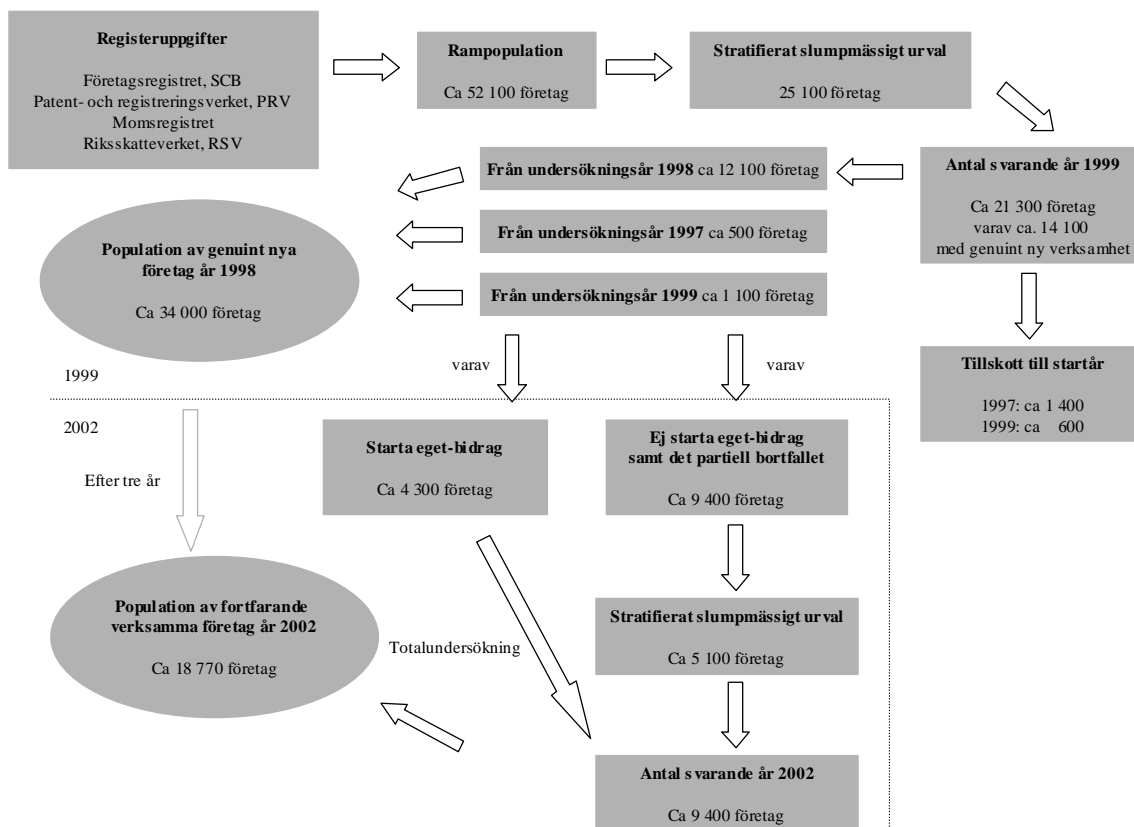 Registeruppgifter
Företagsregistret, SCB
Patent- och registreringsverket, PRV
Momsregistret
Riksskatteverket, RSV
Rampopulation
Ca 52 100 företag
Stratifierat slumpmässigt urval
25 100 företag
Antal svarande år 1999
Ca 21 300 företag
varav ca. 14 100
med genuint ny verksamhet
Från undersökningsår 1998 ca 12 100 företag
Från undersökningsår 1997 ca 500 företag
Från undersökningsår 1999 ca 1 100 företag
Population av genuint nya
företag år 1998
Ca 34 000 företag
Tillskott till startår
1997: ca 1 400
1999: ca 600
varav
varav
1999
2002
Efter tre år
Starta eget-bidrag
Ca 4 300 företag
Ej starta eget-bidrag
samt det partiell bortfallet
Ca 9 400 företag
Stratifierat slumpmässigt urval
Ca 5 100 företag
Population av fortfarande
verksamma företag år 2002
Ca 18 770 företag
Totalundersökning
Antal svarande år 2002
Ca 9 400 företag